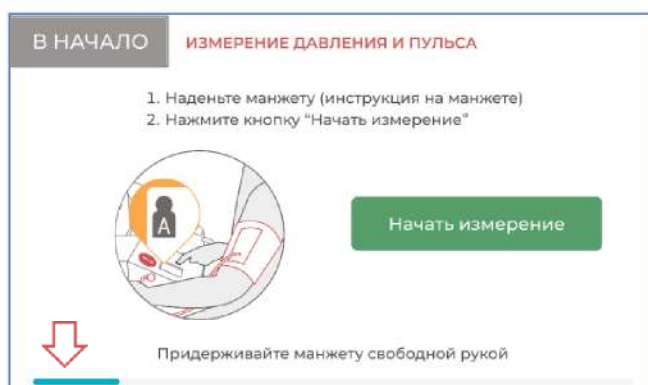 В НАЧАЛО
ИЗМЕРЕНИЕ ДАВЛЕНИЯ И ПУЛЬСА
1. Наденьте манжету (инструкция на манжете)
2. Нажмите кнопку "Начать измерение"
A
Начать измерение
Придерживайте манжету свободной рукой